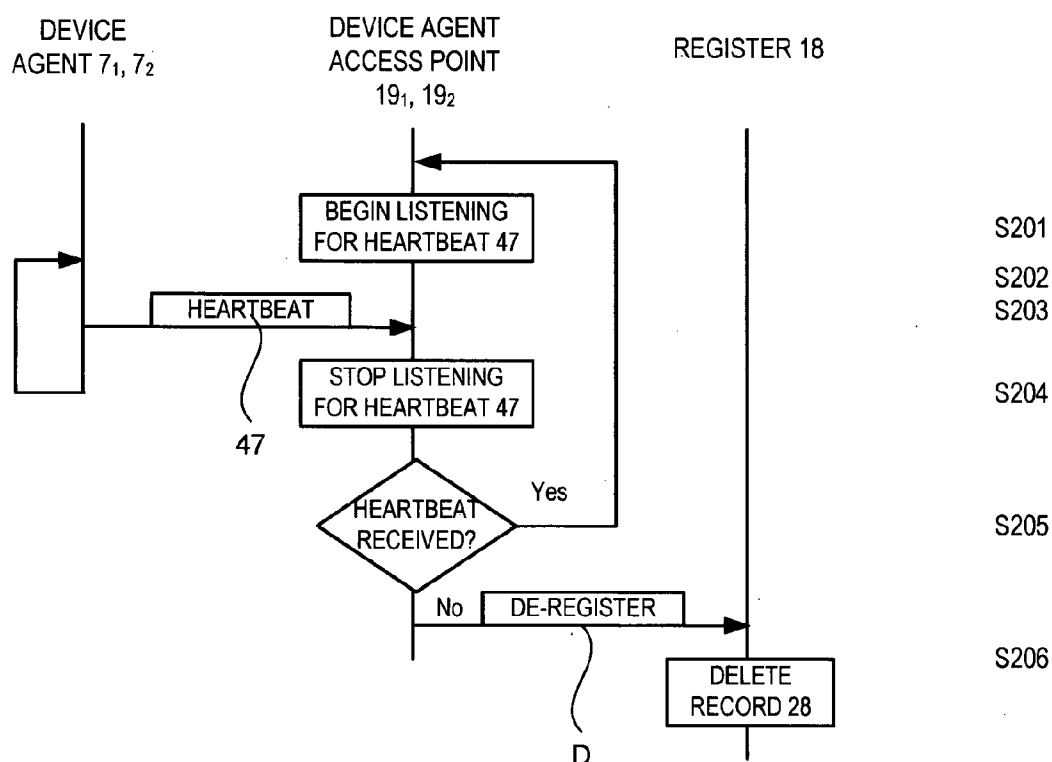 DEVICE
AGENT 7₁, 7₂
DEVICE AGENT
ACCESS POINT
19₁, 19₂
REGISTER 18
BEGIN LISTENING
FOR HEARTBEAT 47
S201
S202
HEARTBEAT
S203
STOP LISTENING
FOR HEARTBEAT 47
S204
47
Yes
HEARTBEAT
RECEIVED?
S205
No
DE-REGISTER
S206
DELETE
RECORD 28
D